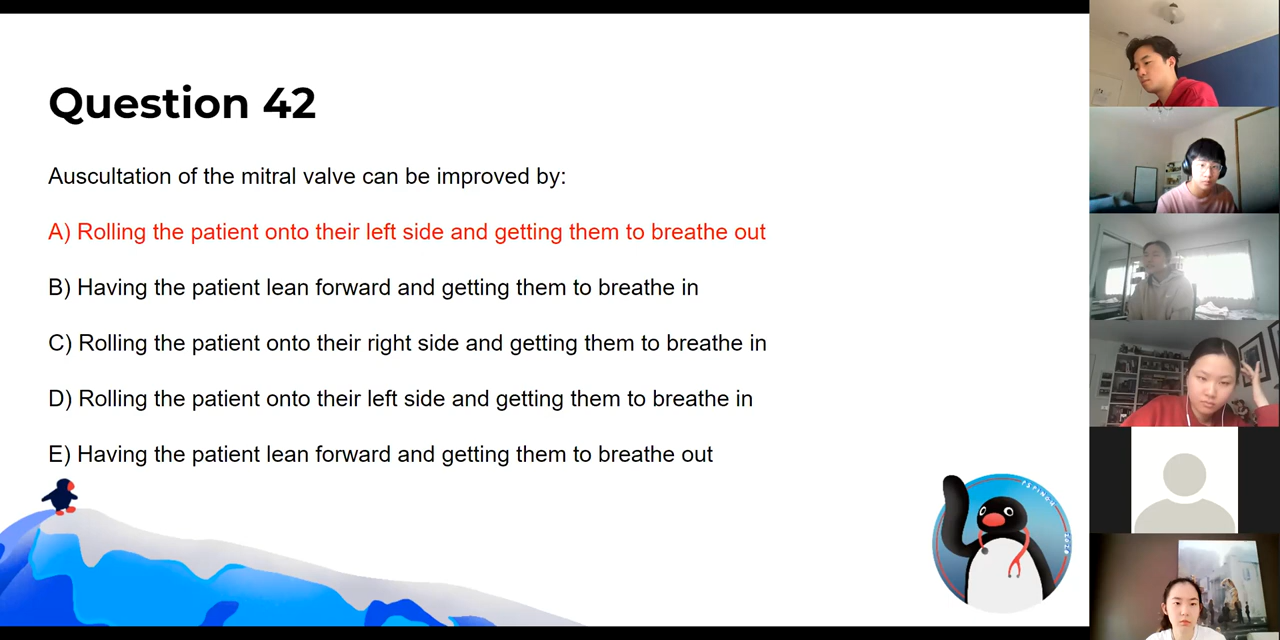 Question 42
Auscultation of the mitral valve can be improved by:
A) Rolling the patient onto their left side and getting them to breathe out
B) Having the patient lean forward and getting them to breathe in
C) Rolling the patient onto their right side and getting them to breathe in
D) Rolling the patient onto their left side and getting them to breathe in
E) Having the patient lean forward and getting them to breathe out